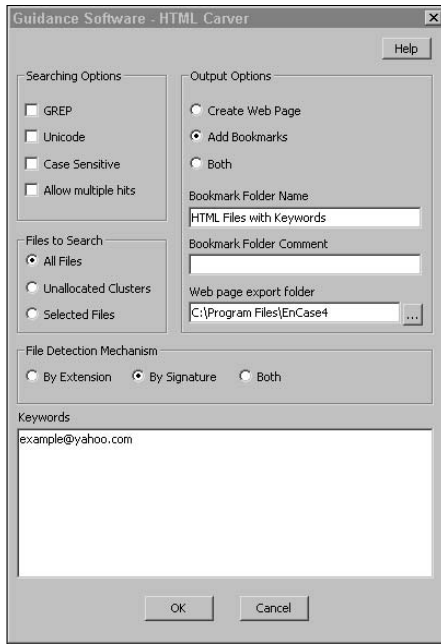 Guidance Software - HTML Carver
Help
Searching Options
GREP
Unicode
Case Sensitive
Allow multiple hits
Output Options
Create Web Page
Add Bookmarks
Both
Bookmark Folder Name
HTML Files with Keywords
Bookmark Folder Comment
Web page export folder
C:\Program Files\EnCase4
...
Files to Search
All Files
Unallocated Clusters
Selected Files
File Detection Mechanism
By Extension By Signature Both
Keywords
example@yahoo.com
OK Cancel